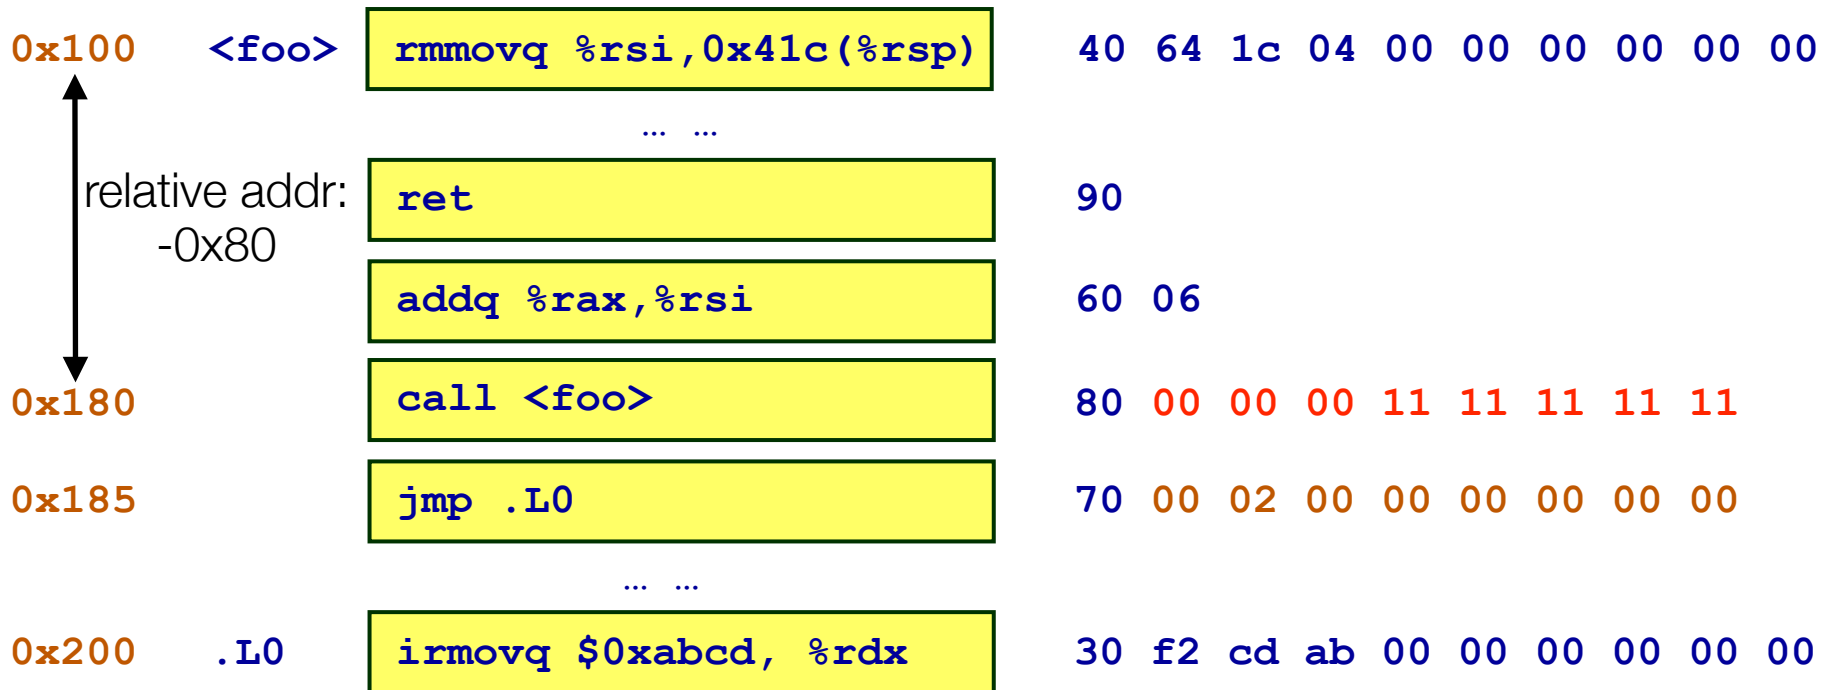 0x100 <foo> rmmovq %rsi,0x41c(%rsp) 40 64 1c 04 00 00 00 00 00 00
… …
relative addr:
-0x80
ret 90
addq %rax,%rsi 60 06
0x180 call <foo> 80 00 00 00 11 11 11 11 11
0x185 jmp .L0 70 00 02 00 00 00 00 00 00
… …
0x200 .L0 irmovq $0xabcd, %rdx 30 f2 cd ab 00 00 00 00 00 00